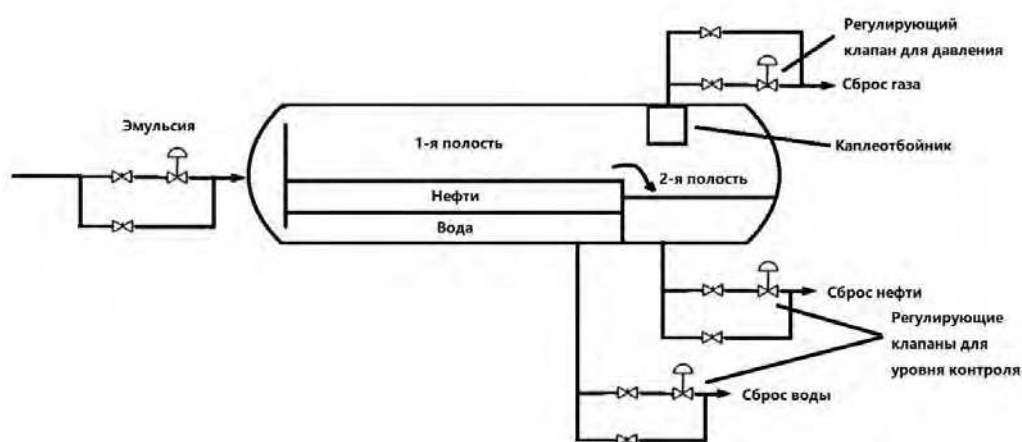 Регулирующий
клапан для давления
Сброс газа
Эмульсия
1-я полость
Каплеотбойник
2-я полость
Нефти
Вода
Сброс нефти
Регулирующие
клапаны для
уровня контроля
Сброс воды